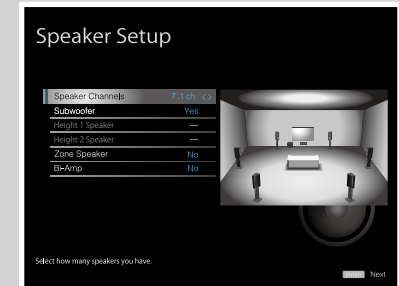 Speaker Setup
Speaker Channels 7.1 ch < >
Subwoofer Yes
Height 1 Speaker —
Height 2 Speaker —
Zone Speaker No
Bi-Amp No
Select how many speakers you have.
ENTER Next